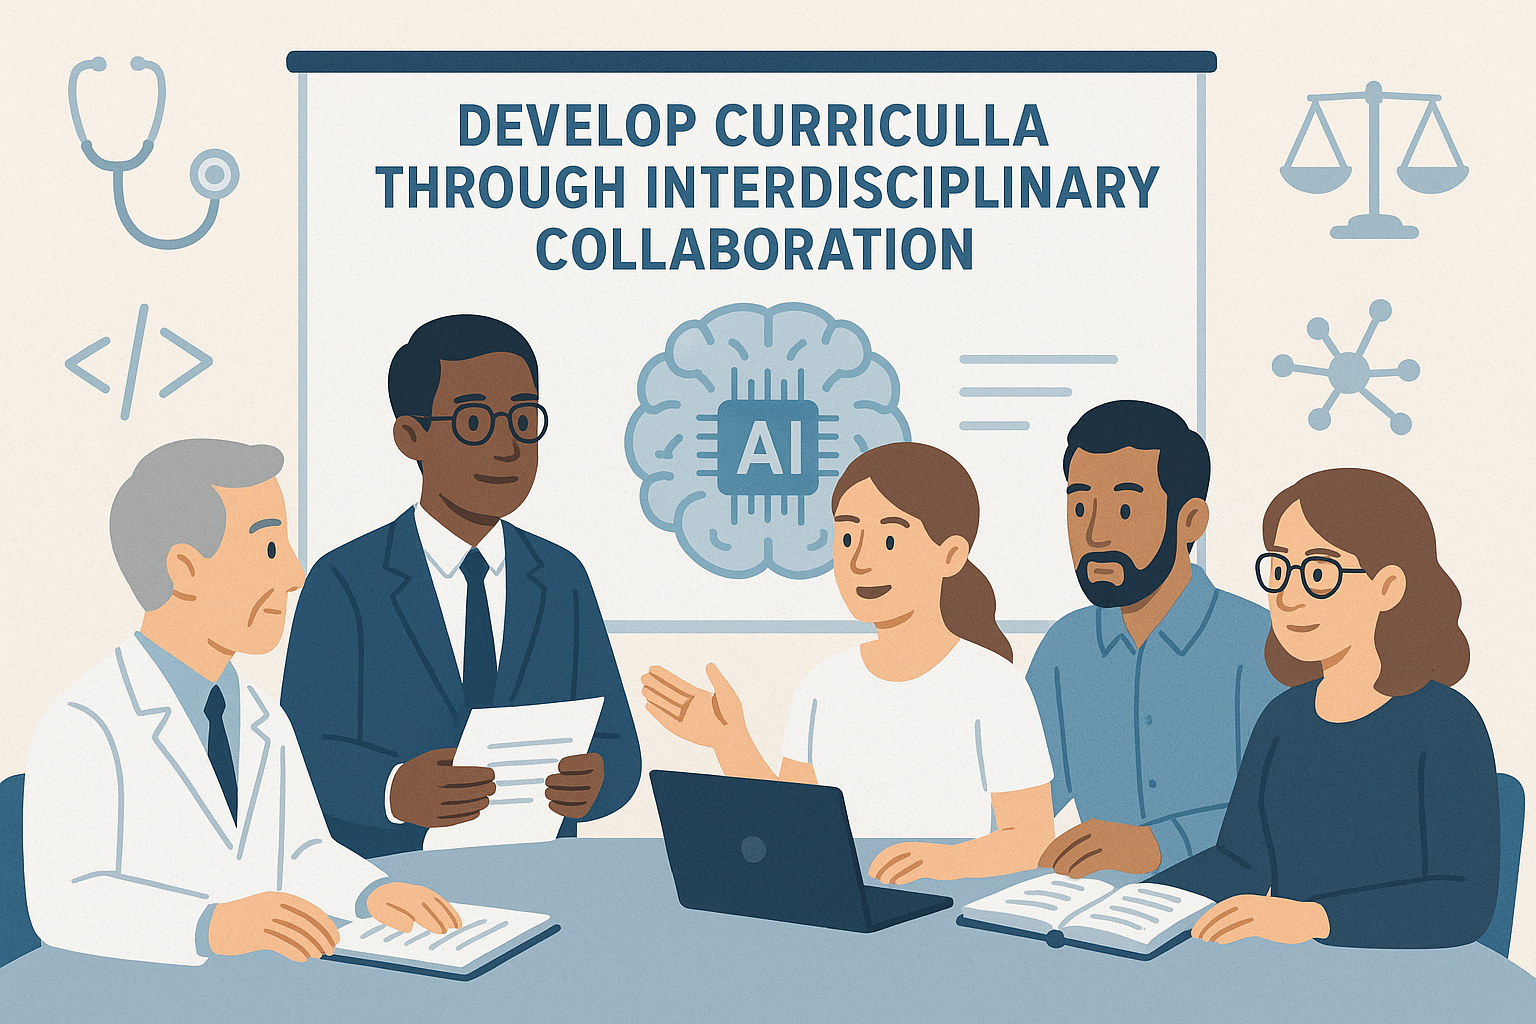 DEVELOP CURRICULLA
THROUGH INTERDISCIPLINARY
COLLABORATION
AI